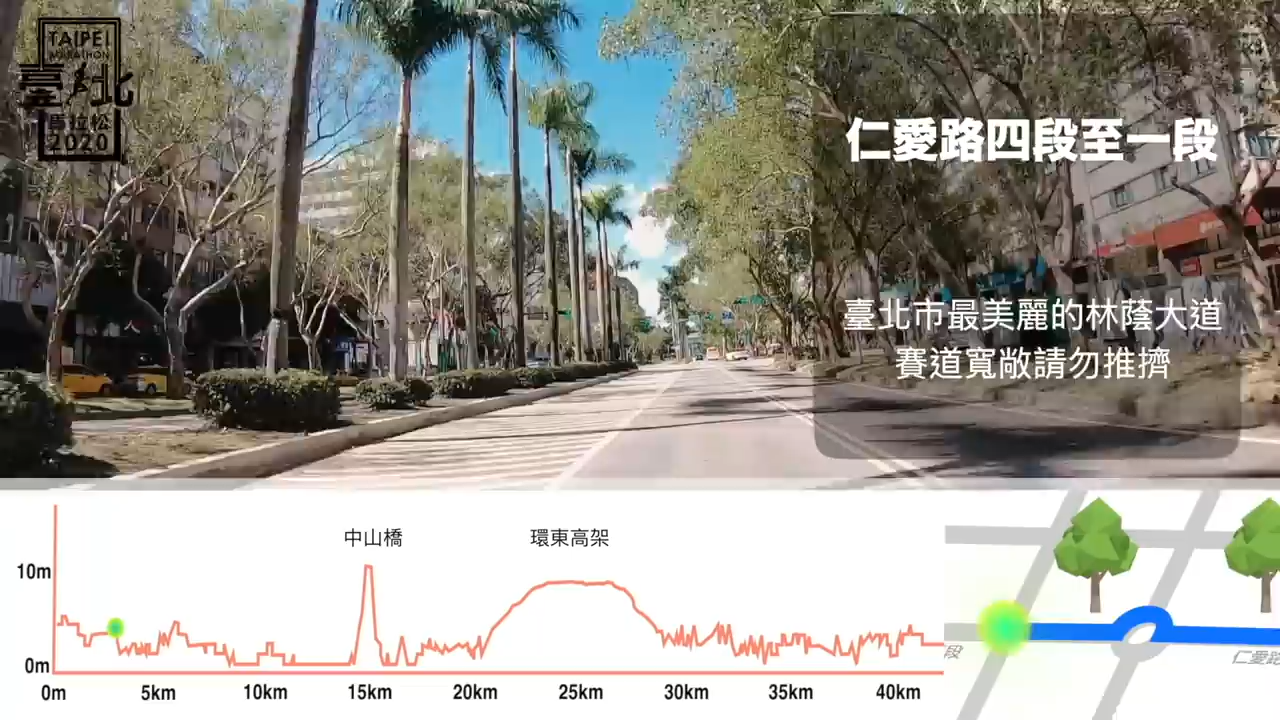 TAIPEI
MARATHON
臺北
馬拉松
2020
仁愛路四段至一段
臺北市最美麗的林蔭大道
賽道寬敞請勿推擠
中山橋
環東高架
10m
0m
0m 5km 10km 15km 20km 25km 30km 35km 40km
段
仁愛路